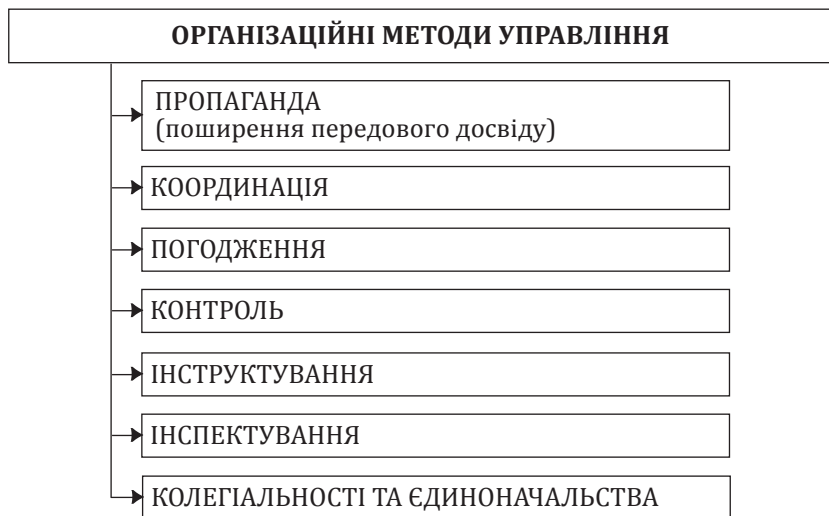 ОРГАНІЗАЦІЙНІ МЕТОДИ УПРАВЛІННЯ
ПРОПАГАНДА
(поширення передового досвіду)
КООРДИНАЦІЯ
ПОГОДЖЕННЯ
КОНТРОЛЬ
ІНСТРУКТУВАННЯ
ІНСПЕКТУВАННЯ
КОЛЕГІАЛЬНОСТІ ТА ЄДИНОНАЧАЛЬСТВА